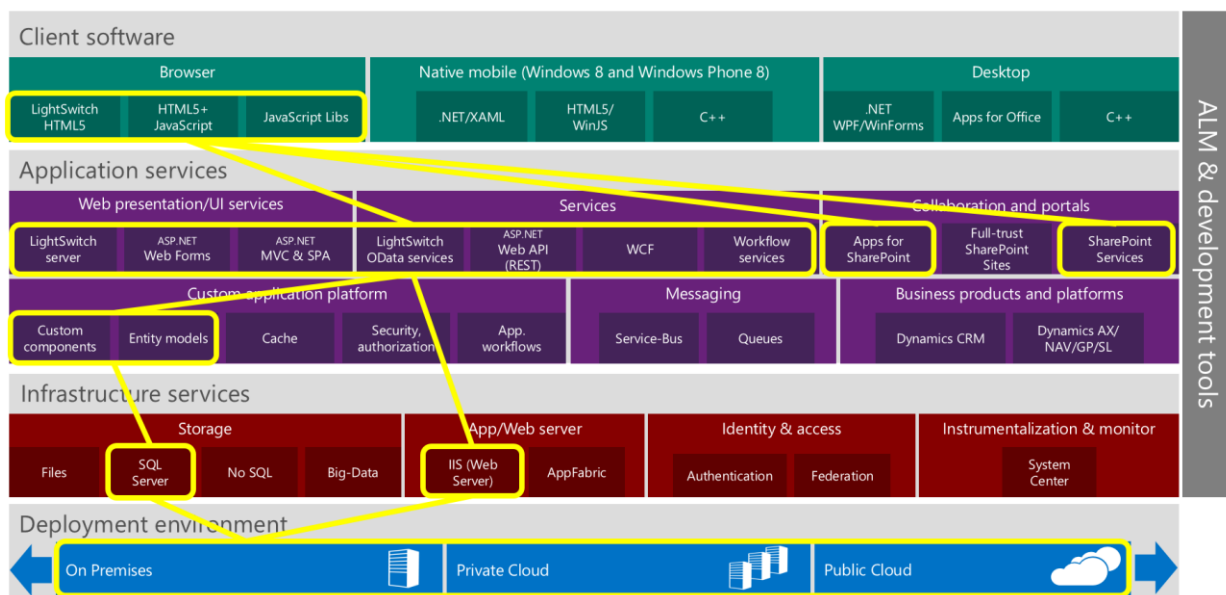 Client software
Browser
Native mobile (Windows 8 and Windows Phone 8)
Desktop
LightSwitch
HTML5
HTML5+
JavaScript
JavaScript Libs
.NET/XAML
HTML5/
WinJS
C++
.NET
WPF/WinForms
Apps for Office
C++
ALM & development tools
Application services
Web presentation/UI services
Services
Collaboration and portals
LightSwitch
server
ASP.NET
Web Forms
ASP.NET
MVC & SPA
LightSwitch
OData services
ASP.NET
Web API
(REST)
WCF
Workflow
services
Apps for
SharePoint
Full-trust
SharePoint
Sites
SharePoint
Services
Custom application platform
Messaging
Business products and platforms
Custom
components
Entity models
Cache
Security,
authorization
App.
workflows
Service-Bus
Queues
Dynamics CRM
Dynamics AX/
NAV/GP/SL
Infrastructure services
Storage
App/Web server
Identity & access
Instrumentalization & monitor
Files
SQL
Server
No SQL
Big-Data
IIS (Web
Server)
AppFabric
Authentication
Federation
System
Center
Deployment environment
On Premises
Private Cloud
Public Cloud